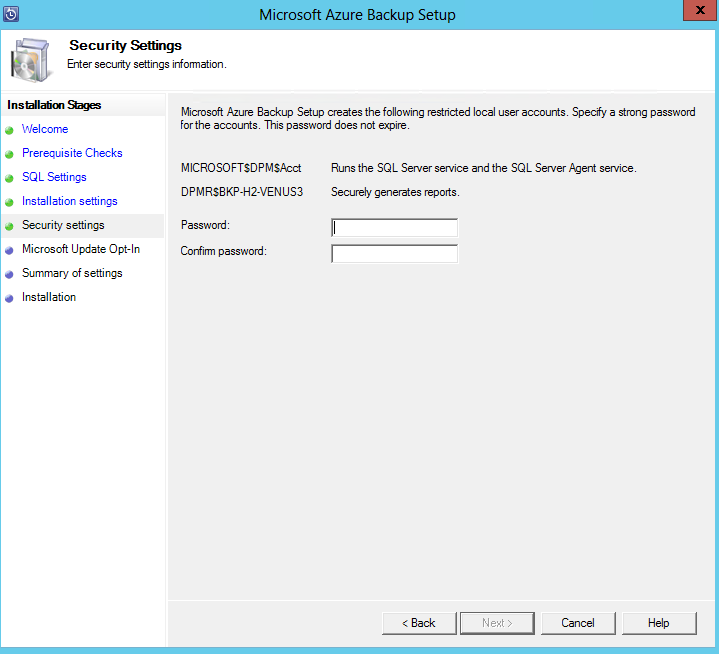 Microsoft Azure Backup Setup
x
Security Settings
Enter security settings information.
Installation Stages
Welcome
Prerequisite Checks
SQL Settings
Installation settings
Security settings
Microsoft Update Opt-In
Summary of settings
Installation
Microsoft Azure Backup Setup creates the following restricted local user accounts. Specify a strong password
for the accounts. This password does not expire.
MICROSOFT$DPM$Acct Runs the SQL Server service and the SQL Server Agent service.
DPMR$BKP-H2-VENUS3 Securely generates reports.
Password:
Confirm password:
< Back Next > Cancel Help